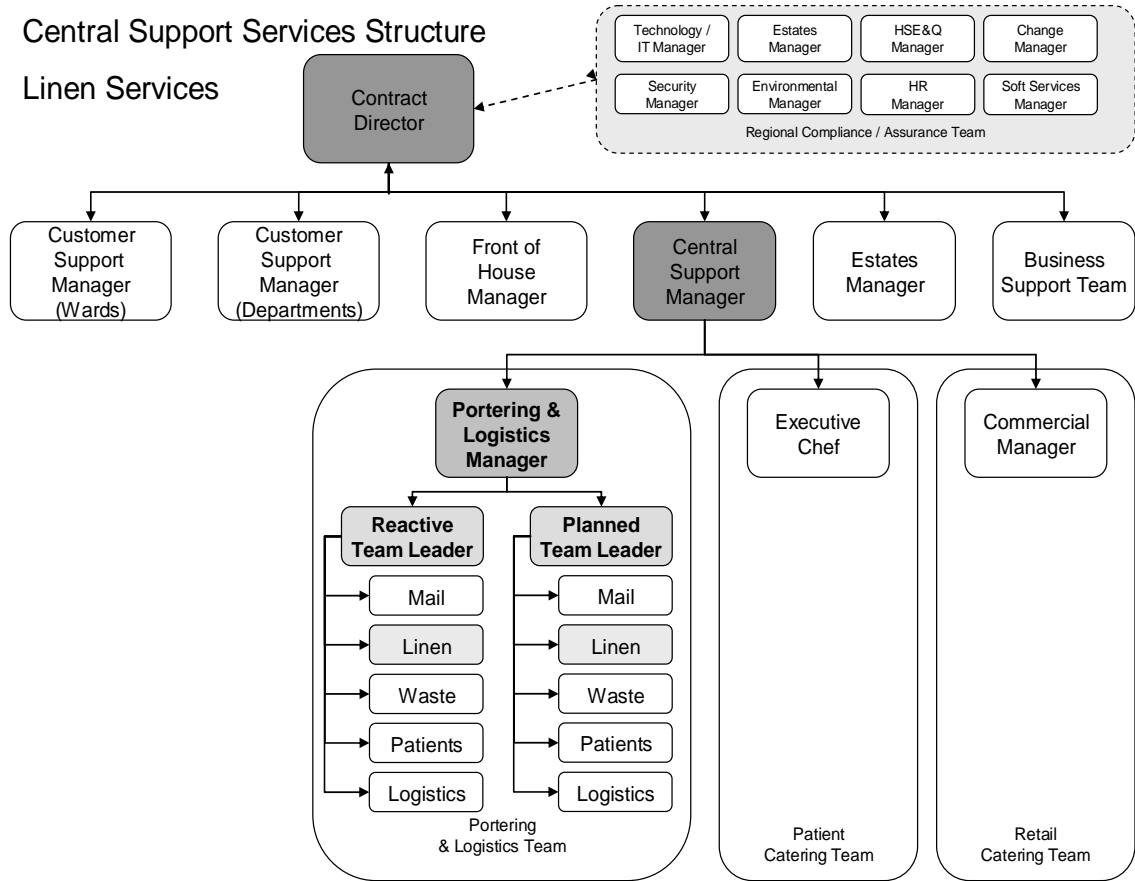 Central Support Services Structure
Linen Services
Contract
Director
Technology /
IT Manager
Estates
Manager
HSE&Q
Manager
Change
Manager
Security
Manager
Environmental
Manager
HR
Manager
Soft Services
Manager
Regional Compliance / Assurance Team
Customer
Support
Manager
(Wards)
Customer
Support
Manager
(Departments)
Front of
House
Manager
Central
Support
Manager
Estates
Manager
Business
Support Team
Portering &
Logistics
Manager
Executive
Chef
Commercial
Manager
Reactive
Team Leader
Planned
Team Leader
Mail
Mail
Linen
Linen
Waste
Waste
Patients
Patients
Logistics
Logistics
Portering
& Logistics Team
Patient
Catering Team
Retail
Catering Team